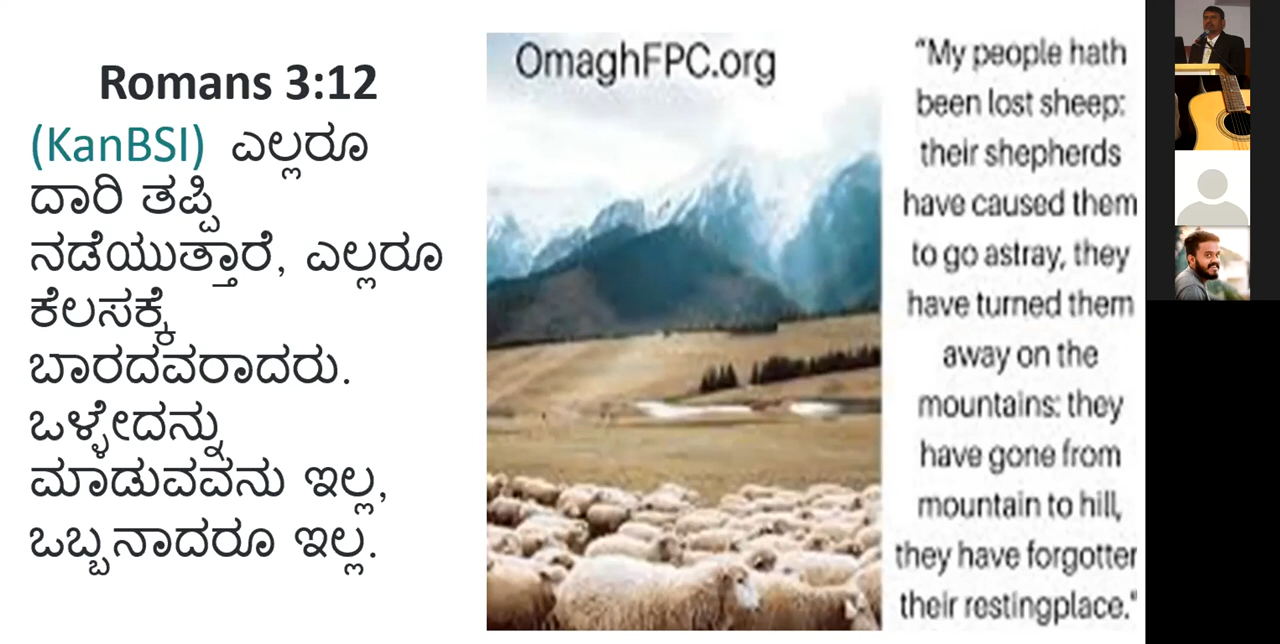 Romans 3:12
(KanBSI) ಎಲ್ಲರೂ
ದಾರಿ ತಪ್ಪಿ
ನಡೆಯುತ್ತಾರೆ, ಎಲ್ಲರೂ
ಕೆಲಸಕ್ಕೆ
ಬಾರದವರಾದರು.
ಒಳ್ಳೇದನ್ನು
ಮಾಡುವವನು ಇಲ್ಲ,
ಒಬ್ಬನಾದರೂ ಇಲ್ಲ.
OmaghFPC.org
“My people hath
been lost sheep:
their shepherds
have caused them
to go astray, they
have turned them
away on the
mountains: they
have gone from
mountain to hill,
they have forgotter
their restingplace."